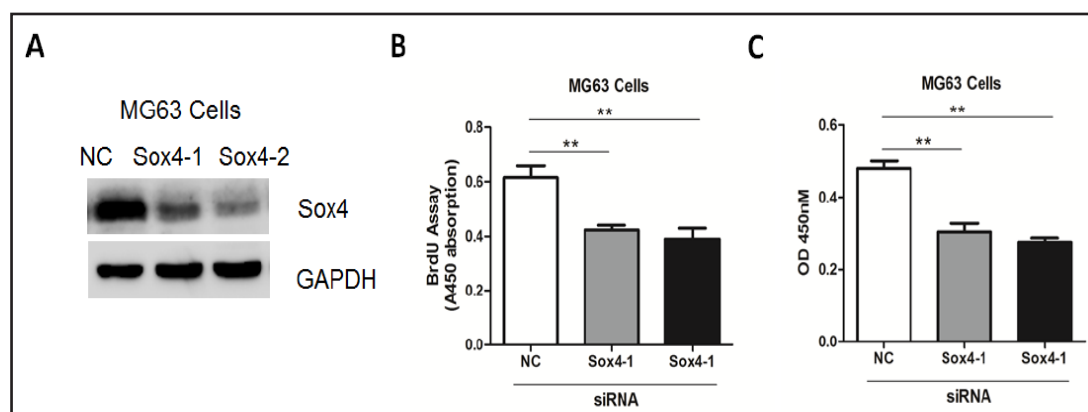 A
MG63 Cells
NC Sox4-1 Sox4-2
Sox4
GAPDH
B
MG63 Cells
**
**
0.8
0.6
0.4
0.2
0.0
BrdU Assay
(A450 absorption)
NC Sox4-1 Sox4-1
siRNA
C
MG63 Cells
**
**
0.6
0.4
0.2
0.0
OD 450nM
NC Sox4-1 Sox4-1
siRNA